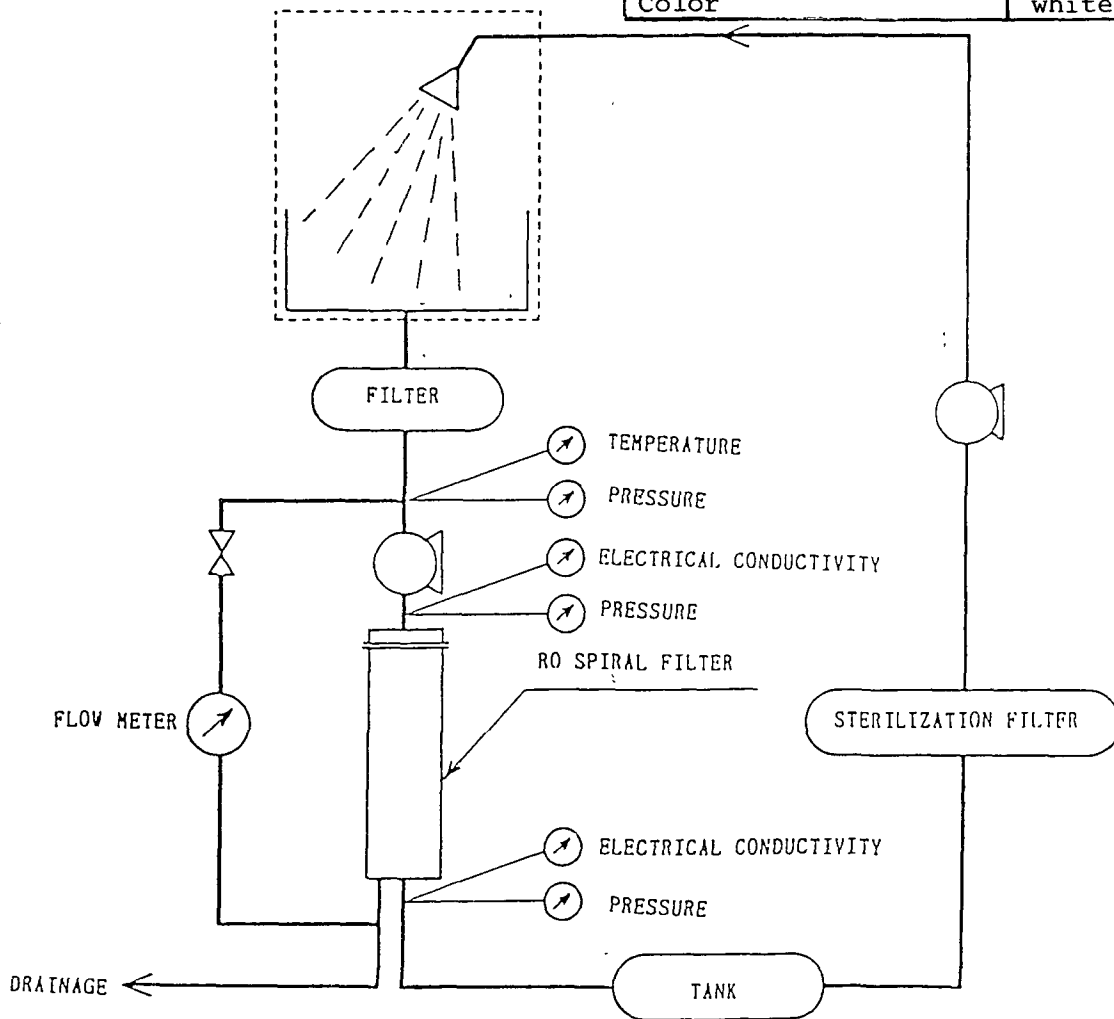 Color white
FILTER
TEMPERATURE
PRESSURE
ELECTRICAL CONDUCTIVITY
PRESSURE
RO SPIRAL FILTER
FLOW METER
STERILIZATION FILTER
ELECTRICAL CONDUCTIVITY
PRESSURE
DRAINAGE
TANK